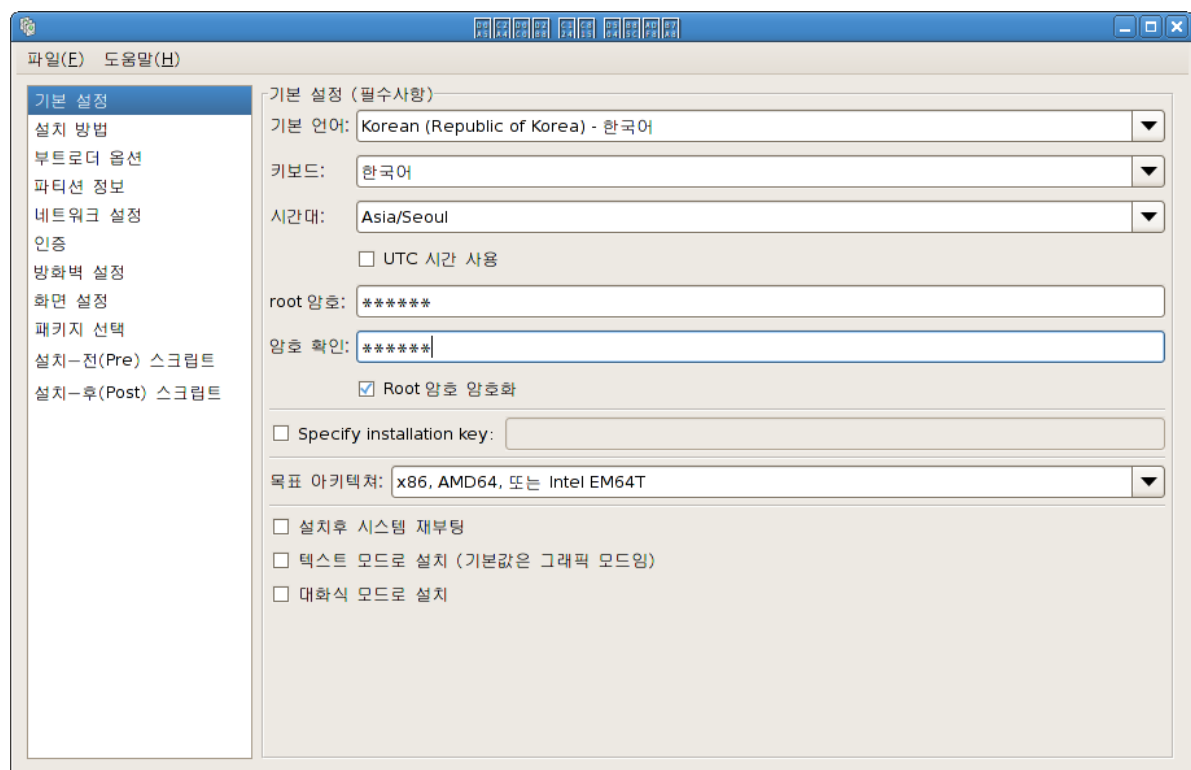 파일(F) 도움말(H)
기본 설정
설치 방법
부트로더 옵션
파티션 정보
네트워크 설정
인증
방화벽 설정
화면 설정
패키지 선택
설치-전(Pre) 스크립트
설치-후(Post) 스크립트
기본 설정 (필수사항)
기본 언어: Korean (Republic of Korea) - 한국어
키보드: 한국어
시간대: Asia/Seoul
UTC 시간 사용
root 암호: ******
암호 확인: ******
Root 암호 암호화
Specify installation key:
목표 아키텍쳐: x86, AMD64, 또는 Intel EM64T
설치후 시스템 재부팅
텍스트 모드로 설치 (기본값은 그래픽 모드임)
대화식 모드로 설치